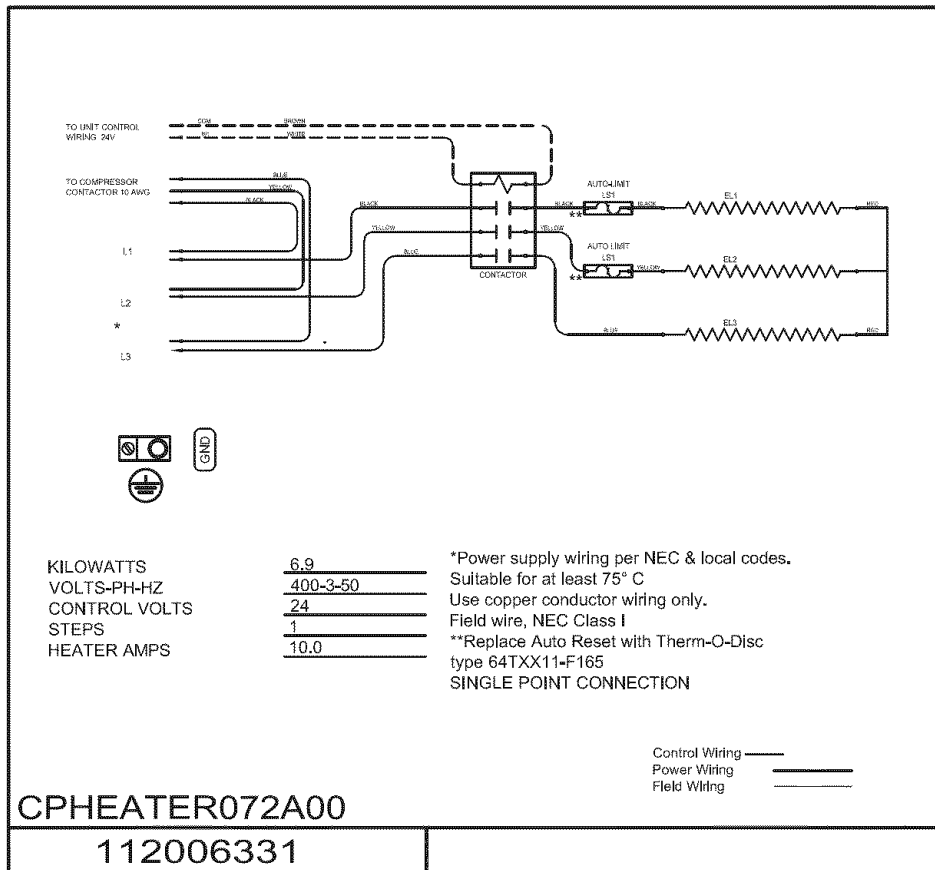 COM BROWN
TO UNIT CONTROL
WIRING 24V
WHITE
TO COMPRESSOR
CONTACTOR 10 AWG
BLUE
YELLOW
BLACK
AUTO-LIMIT
LS1
BLACK
BLACK
**
BLACK
EL1
RED
YELLOW
YELLOW
L1
BLUE
AUTO LIMIT
LS1
**
YELLOW
EL2
CONTACTOR
L2
*
BLUE
EL3
RED
L3
GND
KILOWATTS 6.9
VOLTS-PH-HZ 400-3-50
CONTROL VOLTS 24
STEPS 1
HEATER AMPS 10.0
*Power supply wiring per NEC & local codes.
Suitable for at least 75° C
Use copper conductor wiring only.
Field wire, NEC Class I
**Replace Auto Reset with Therm-O-Disc
type 64TXX11-F165
SINGLE POINT CONNECTION
Control Wiring
Power Wiring
Field Wiring
CPHEATER072A00
112006331